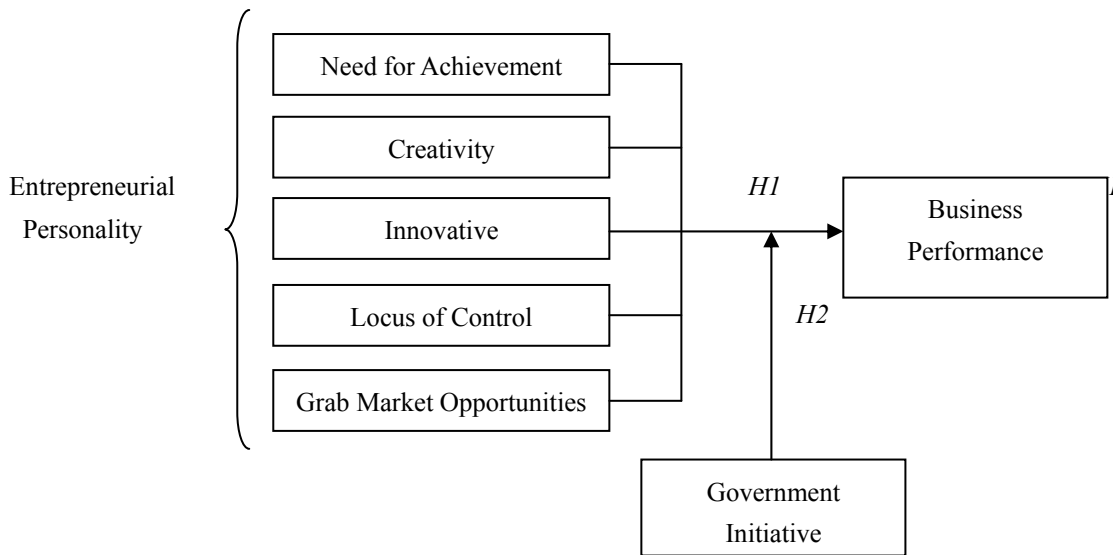 Need for Achievement
Creativity
Entrepreneurial
Personality
Innovative
H1
Business
Performance
Locus of Control
H2
Grab Market Opportunities
Government
Initiative